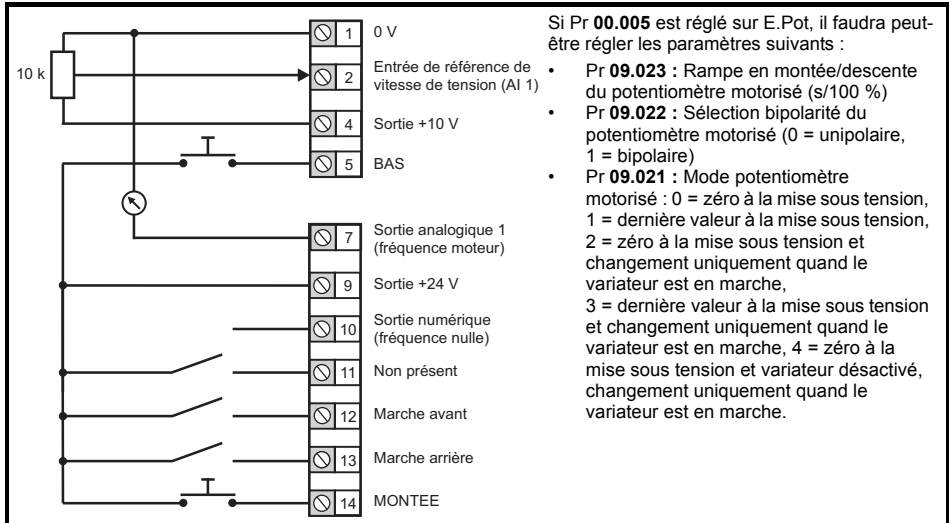 10 k
1 0 V
2 Entrée de référence de
vitesse de tension (AI 1)
4 Sortie +10 V
5 BAS
7 Sortie analogique 1
(fréquence moteur)
9 Sortie +24 V
10 Sortie numérique
(fréquence nulle)
11 Non présent
12 Marche avant
13 Marche arrière
14 MONTEE
Si Pr 00.005 est réglé sur E.Pot, il faudra peut-
être régler les paramètres suivants :
• Pr 09.023 : Rampe en montée/descente
du potentiomètre motorisé (s/100 %)
• Pr 09.022 : Sélection bipolarité du
potentiomètre motorisé (0 = unipolaire,
1 = bipolaire)
• Pr 09.021 : Mode potentiomètre
motorisé : 0 = zéro à la mise sous tension,
1 = dernière valeur à la mise sous tension,
2 = zéro à la mise sous tension et
changement uniquement quand le
variateur est en marche,
3 = dernière valeur à la mise sous tension
et changement uniquement quand le
variateur est en marche, 4 = zéro à la
mise sous tension et variateur désactivé,
changement uniquement quand le
variateur est en marche.